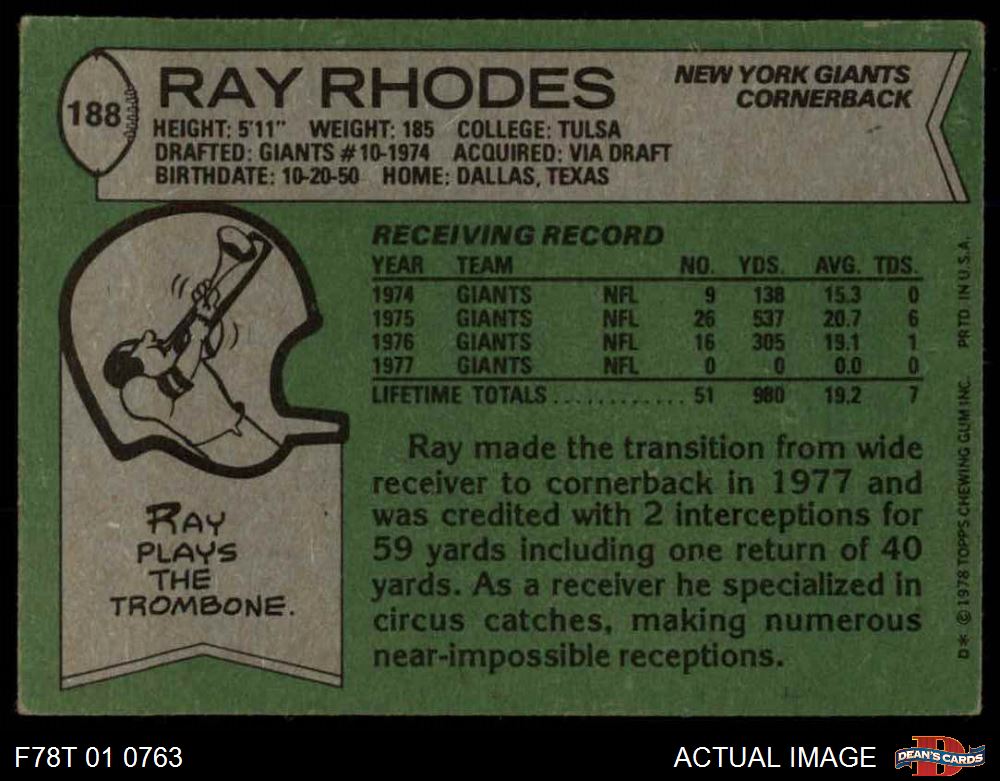 188
RAY RHODES
NEW YORK GIANTS
CORNERBACK
HEIGHT: 5'11" WEIGHT: 185 COLLEGE: TULSA
DRAFTED: GIANTS #10-1974 ACQUIRED: VIA DRAFT
BIRTHDATE: 10-20-50 HOME: DALLAS, TEXAS
RECEIVING RECORD
YEAR TEAM NO. YDS. AVG. TDS.
1974 GIANTS NFL 9 138 15.3 0
1975 GIANTS NFL 26 537 20.7 6
1976 GIANTS NFL 16 305 19.1 1
1977 GIANTS NFL 0 0 0.0 0
LIFETIME TOTALS............. 51 980 19.2 7
Ray made the transition from wide
receiver to cornerback in 1977 and
was credited with 2 interceptions for
59 yards including one return of 40
yards. As a receiver he specialized in
circus catches, making numerous
near-impossible receptions.
RAY
PLAYS
THE
TROMBONE.
D* © 1978 TOPPS CHEWING GUM INC. PRTD IN U.S.A.
F78T 01 0763
ACTUAL IMAGE
D
DEAN'S CARDS